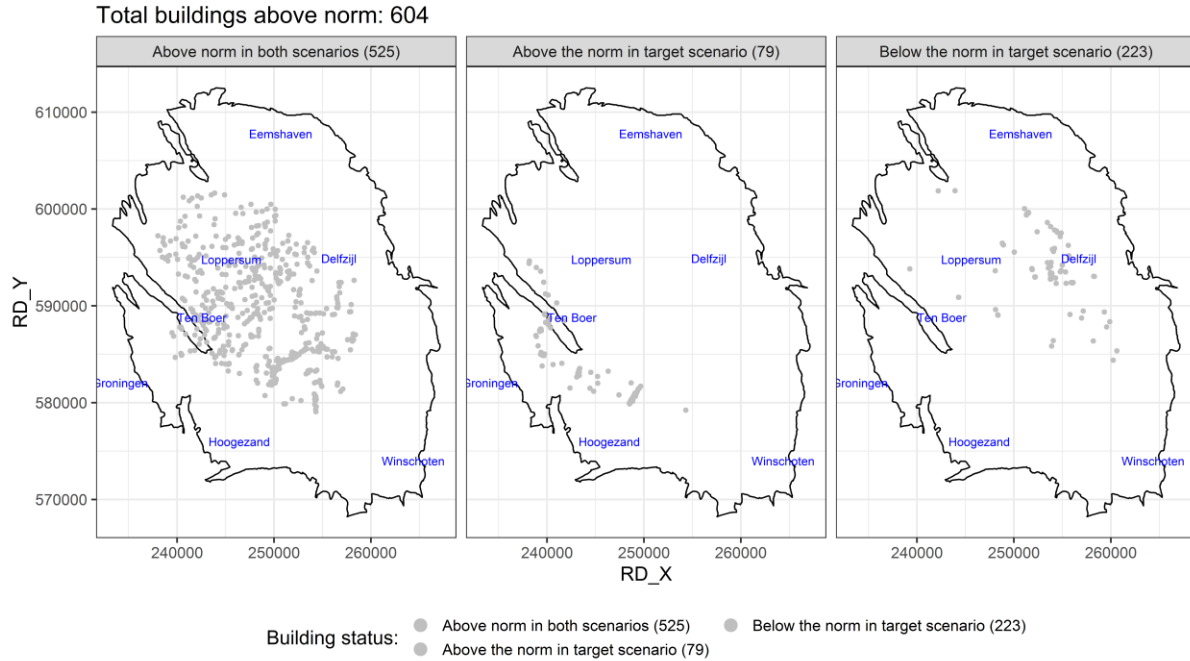 Total buildings above norm: 604
Above norm in both scenarios (525)
Above the norm in target scenario (79)
Below the norm in target scenario (223)
RD_Y
610000
600000
590000
580000
570000
Eemshaven
Loppersum
Delfzijl
Ten Boer
Groningen
Hoogezand
Winschoten
Eemshaven
Loppersum
Delfzijl
Ten Boer
Groningen
Hoogezand
Winschoten
Eemshaven
Loppersum
Delfzijl
Ten Boer
Groningen
Hoogezand
Winschoten
240000 250000 260000
240000 250000 260000
240000 250000 260000
RD_X
Building status:
Above norm in both scenarios (525)
Below the norm in target scenario (223)
Above the norm in target scenario (79)